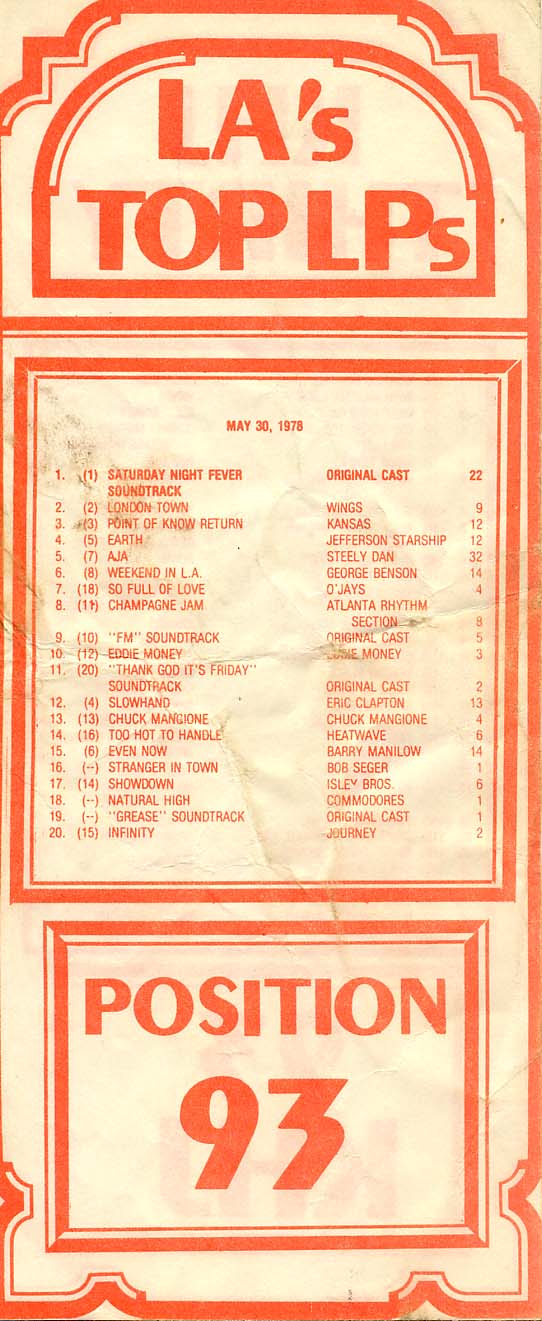 LA's
TOP LPs
MAY 30, 1978
1. (1) SATURDAY NIGHT FEVER ORIGINAL CAST 22
SOUNDTRACK
2. (2) LONDON TOWN WINGS 9
3. (3) POINT OF KNOW RETURN KANSAS 12
4. (5) EARTH JEFFERSON STARSHIP 12
5. (7) AJA STEELY DAN 32
6. (8) WEEKEND IN L.A. GEORGE BENSON 14
7. (18) SO FULL OF LOVE O'JAYS 4
8. (11) CHAMPAGNE JAM ATLANTA RHYTHM
SECTION 8
9. (10) "FM" SOUNDTRACK ORIGINAL CAST 5
10. (12) EDDIE MONEY EDDIE MONEY 3
11. (20) "THANK GOD IT'S FRIDAY"
SOUNDTRACK ORIGINAL CAST 2
12. (4) SLOWHAND ERIC CLAPTON 13
13. (13) CHUCK MANGIONE CHUCK MANGIONE 4
14. (16) TOO HOT TO HANDLE HEATWAVE 6
15. (6) EVEN NOW BARRY MANILOW 14
16. (--) STRANGER IN TOWN BOB SEGER 1
17. (14) SHOWDOWN ISLEY BROS. 6
18. (--) NATURAL HIGH COMMODORES 1
19. (--) "GREASE" SOUNDTRACK ORIGINAL CAST 1
20. (15) INFINITY JOURNEY 2
POSITION
93